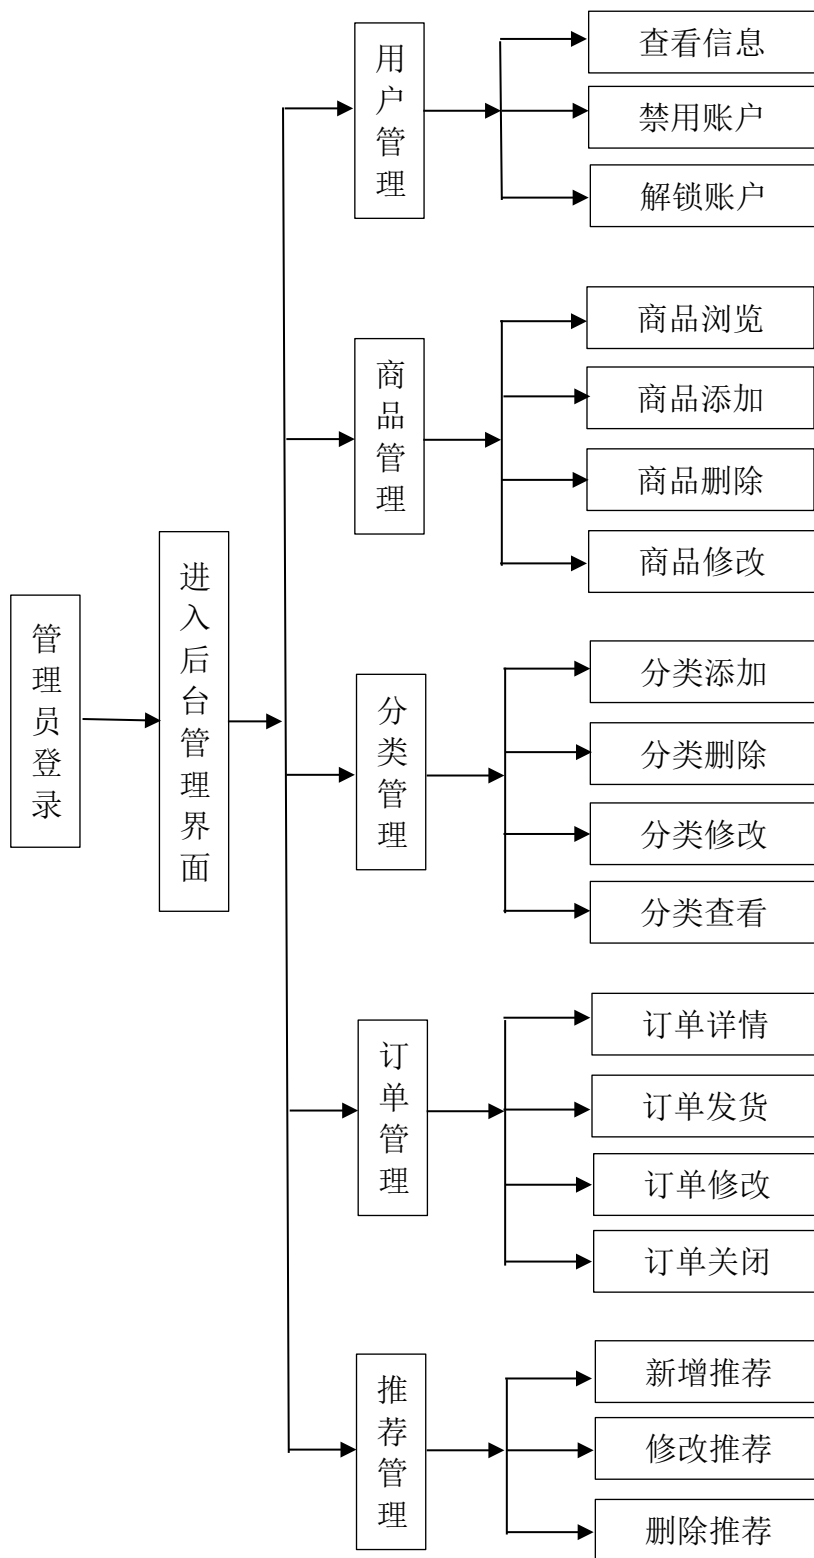 管理员登录
进入后台管理界面
用户管理
查看信息
禁用账户
解锁账户
商品管理
商品浏览
商品添加
商品删除
商品修改
分类管理
分类添加
分类删除
分类修改
分类查看
订单管理
订单详情
订单发货
订单修改
订单关闭
推荐管理
新增推荐
修改推荐
删除推荐